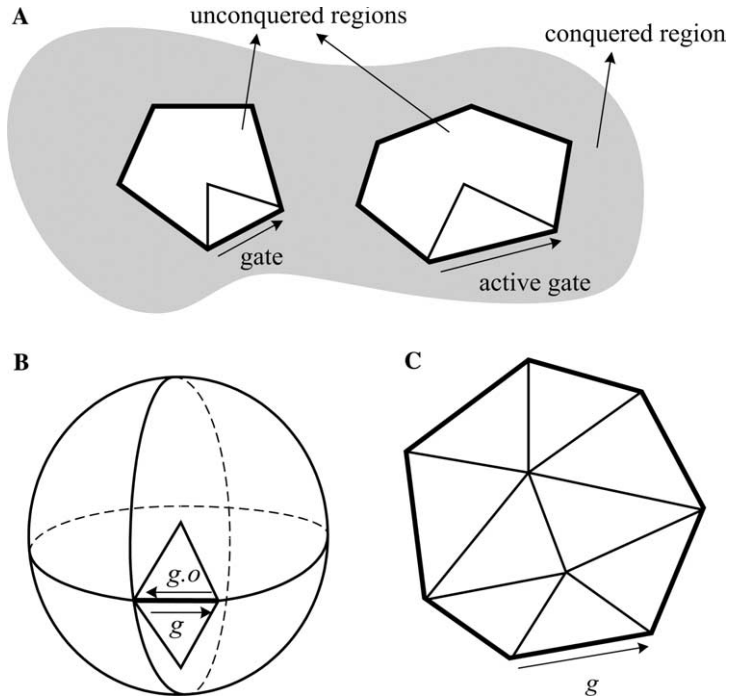 A
unconquered regions
conquered region
gate
active gate
B
g.o
g
C
g